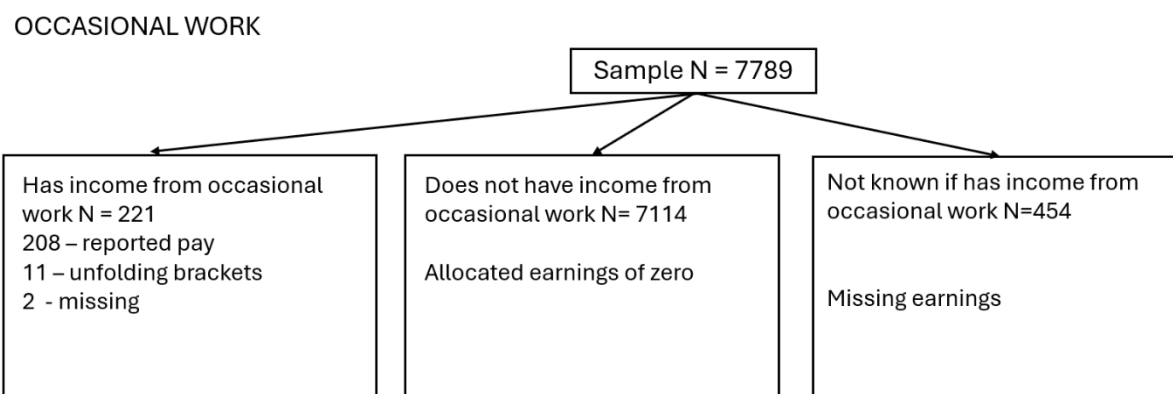 OCCASIONAL WORK
Sample N = 7789
Has income from occasional
work N = 221
208 – reported pay
11 – unfolding brackets
2  - missing
Does not have income from
occasional work N= 7114
Allocated earnings of zero
Not known if has income from
occasional work N=454
Missing earnings